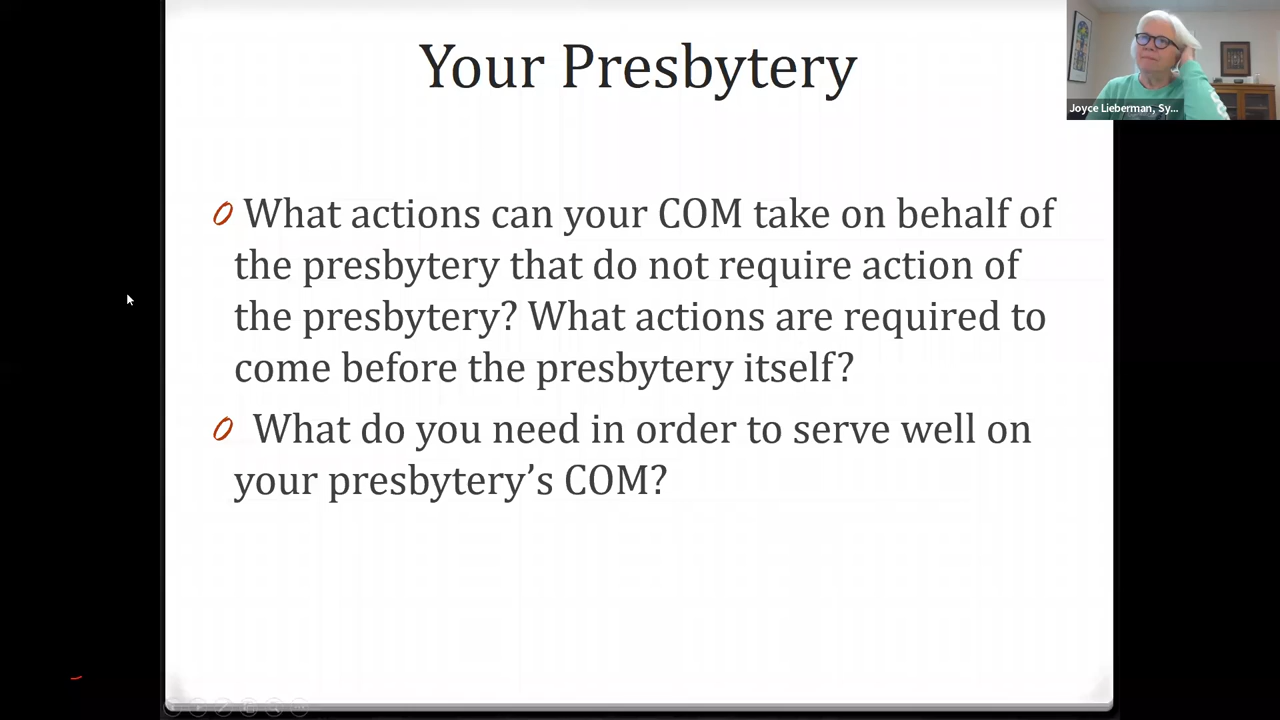 Your Presbytery
Joyce Lieberman, Sy...
What actions can your COM take on behalf of
the presbytery that do not require action of
the presbytery? What actions are required to
come before the presbytery itself?
What do you need in order to serve well on
your presbytery’s COM?